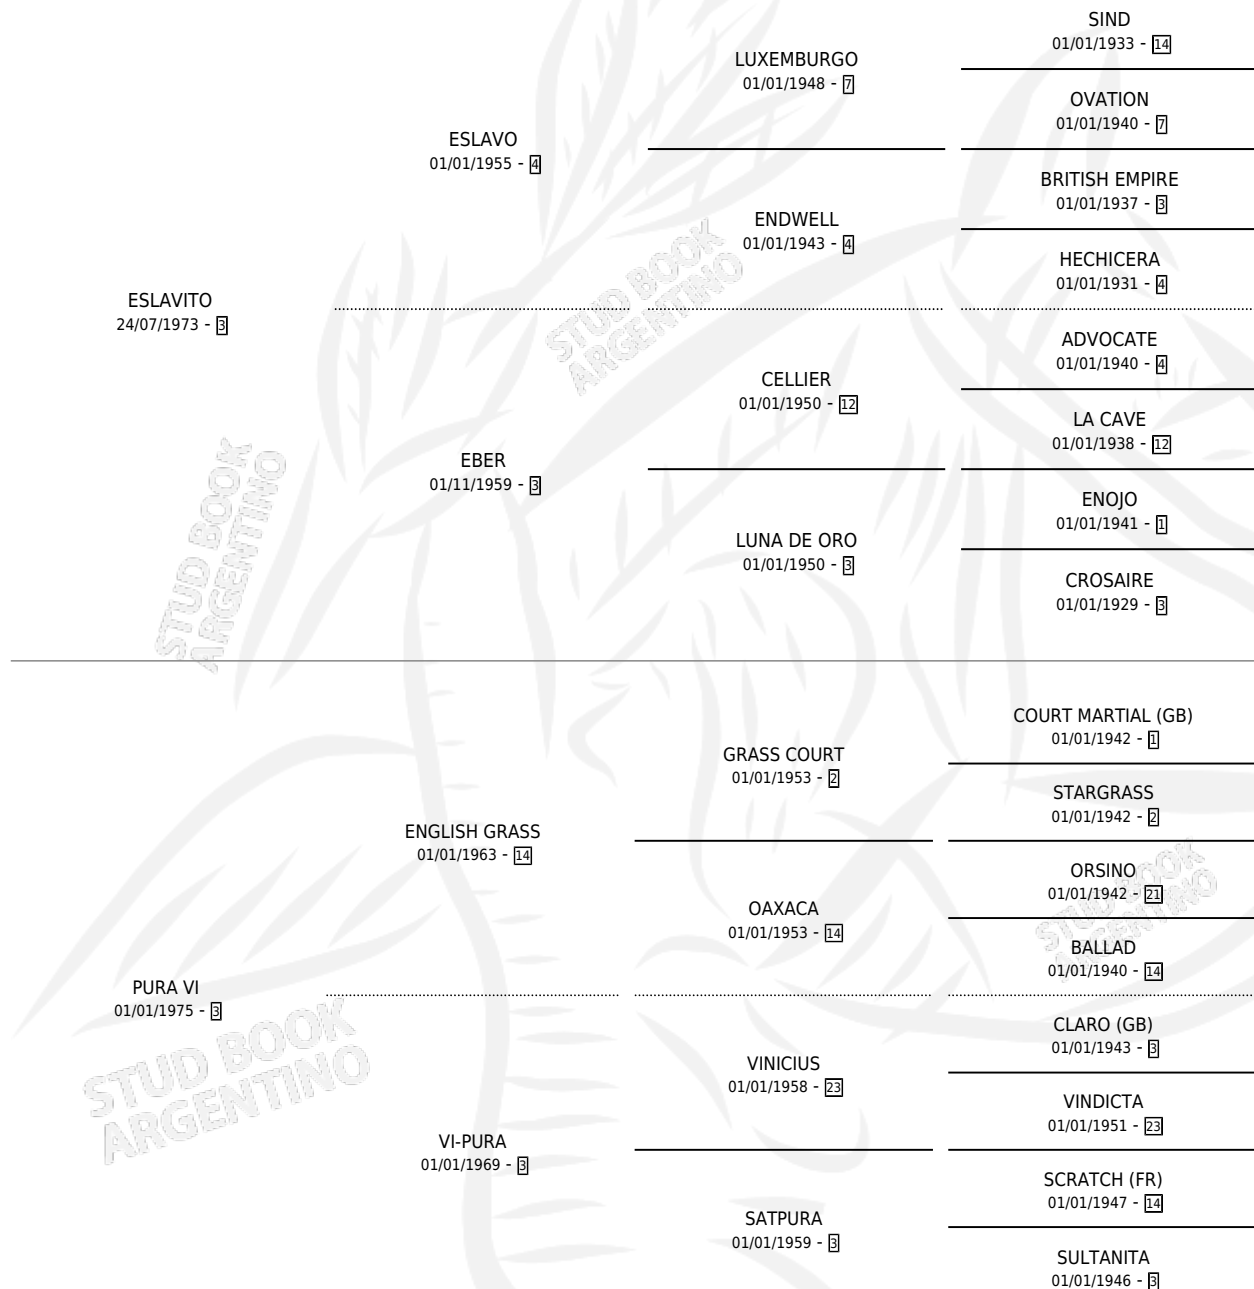 SIND
01/01/1933 - 14
LUXEMBURGO
01/01/1948 - 7
OVATION
01/01/1940 - 7
ESLAVO
01/01/1955 - 4
BRITISH EMPIRE
01/01/1937 - 3
ENDWELL
01/01/1943 - 4
HECHICERA
01/01/1931 - 4
ESLAVITO
24/07/1973 - 3
STUD BOOK
ARGENTINO
ADVOCATE
01/01/1940 - 4
CELLIER
01/01/1950 - 12
LA CAVE
01/01/1938 - 12
EBER
01/11/1959 - 3
ENOJO
01/01/1941 - 1
LUNA DE ORO
01/01/1950 - 3
CROSAIRE
01/01/1929 - 3
STUD BOOK
ARGENTINO
COURT MARTIAL (GB)
01/01/1942 - 1
GRASS COURT
01/01/1953 - 2
STARGRASS
01/01/1942 - 2
ENGLISH GRASS
01/01/1963 - 14
ORSINO
01/01/1942 - 21
OAXACA
01/01/1953 - 14
BALLAD
01/01/1940 - 14
STUD BOOK
ARGENTINO
PURA VI
01/01/1975 - 3
CLARO (GB)
01/01/1943 - 3
VINICIUS
01/01/1958 - 23
VINDICTA
01/01/1951 - 23
STUD BOOK
ARGENTINO
VI-PURA
01/01/1969 - 3
SCRATCH (FR)
01/01/1947 - 14
SATPURA
01/01/1959 - 3
SULTANITA
01/01/1946 - 3